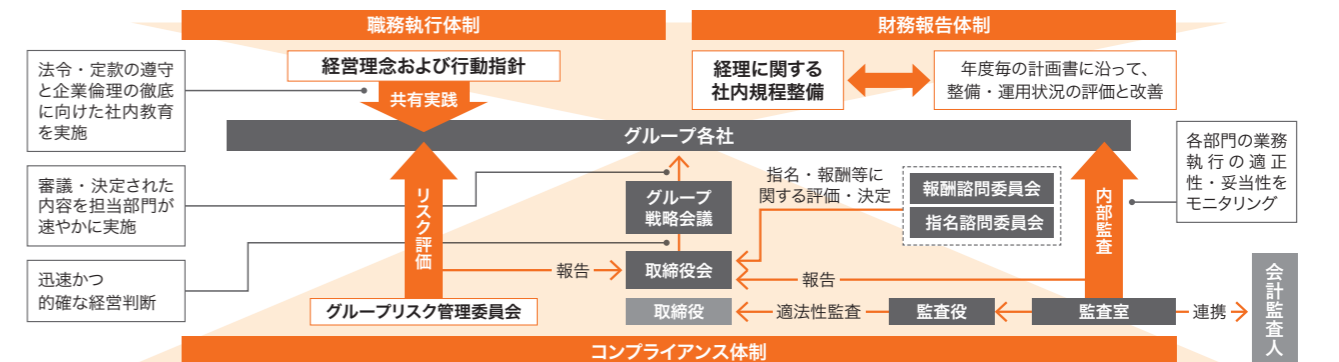 職務執行体制
財務報告体制
法令・定款の遵守
と企業倫理の徹底
に向けた社内教育
を実施
経営理念および行動指針
共有実践
経理に関する
社内規程整備
年度毎の計画書に沿って、
整備・運用状況の評価と改善
グループ各社
各部門の業務
執行の適正
性・妥当性を
モニタリング
審議・決定された
内容を担当部門が
速やかに実施
リスク評価
グループ
戦略会議
指名・報酬等に
関する評価・決定
報酬諮問委員会
指名諮問委員会
内部監査
迅速かつ
的確な経営判断
報告
取締役会
報告
グループリスク管理委員会
取締役
適法性監査
監査役
監査室
連携
会計監査人
コンプライアンス体制